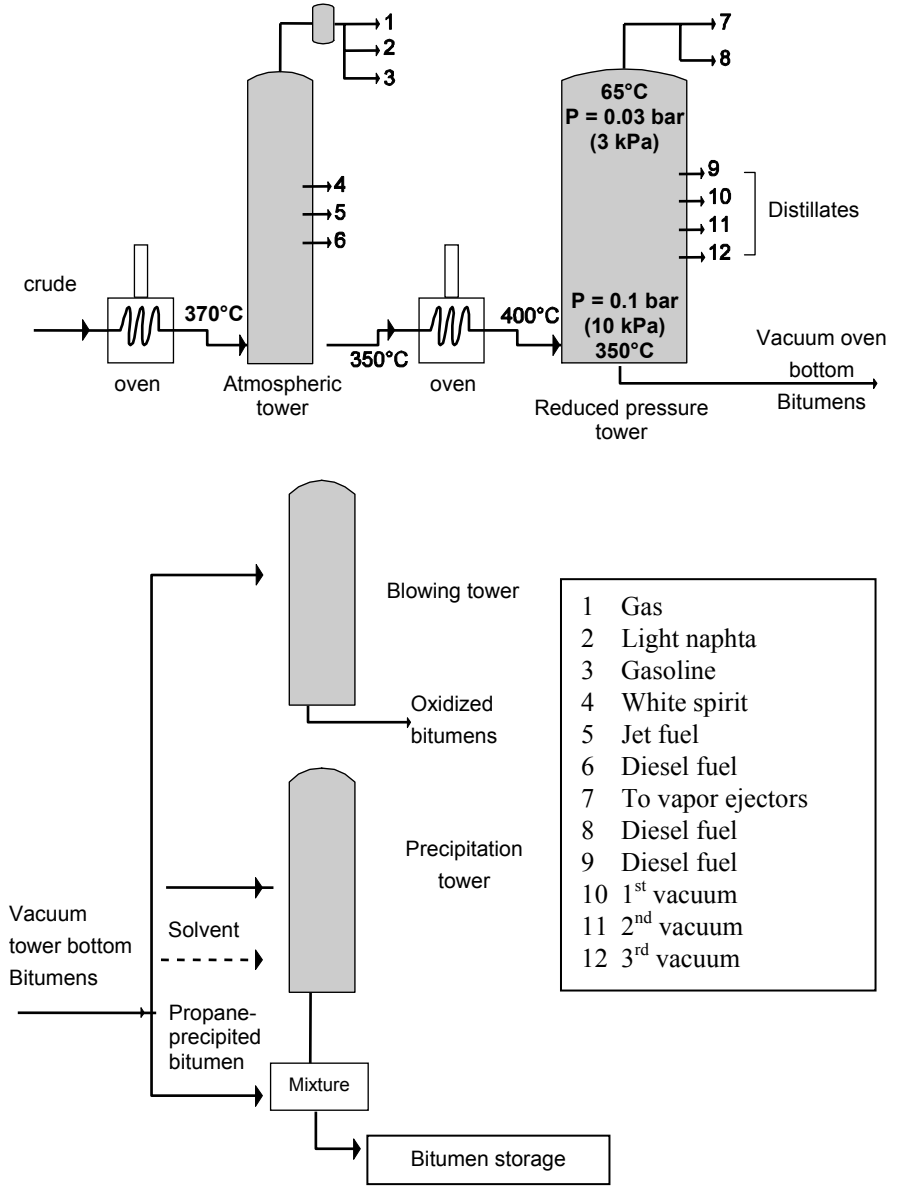 1
2
3
4
5
6
7
8
65°C
P = 0.03 bar
(3 kPa)
9
10
11
12
Distillates
crude
370°C
oven
Atmospheric
tower
350°C
400°C
oven
P = 0.1 bar
(10 kPa)
350°C
Reduced pressure
tower
Vacuum oven
bottom
Bitumens
Blowing tower
Oxidized
bitumens
Precipitation
tower
Vacuum
tower bottom
Bitumens
Solvent
Propane-
precipited
bitumen
Mixture
Bitumen storage
1 Gas
2 Light naphta
3 Gasoline
4 White spirit
5 Jet fuel
6 Diesel fuel
7 To vapor ejectors
8 Diesel fuel
9 Diesel fuel
10 1st vacuum
11 2nd vacuum
12 3rd vacuum